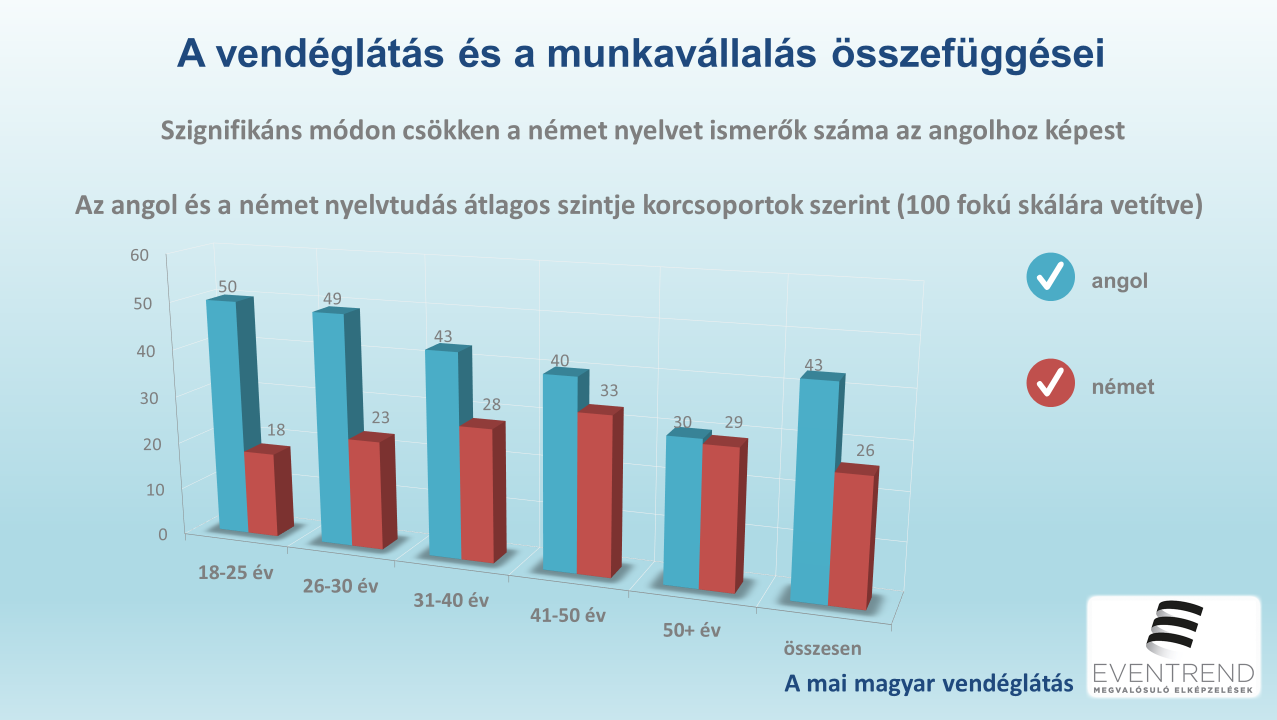 A vendéglátás és a munkavállalás összefüggései
Szignifikáns módon csökken a német nyelvet ismerők száma az angolhoz képest
Az angol és a német nyelvtudás átlagos szintje korcsoportok szerint (100 fokú skálára vetítve)
60
50
40
30
20
10
0
50
18
49
23
43
28
40
33
30
29
43
26
18-25 év
26-30 év
31-40 év
41-50 év
50+ év
összesen
angol
német
A mai magyar vendéglátás
EVENTREND
MEGVALÓSULÓ ELKÉPZELÉSEK